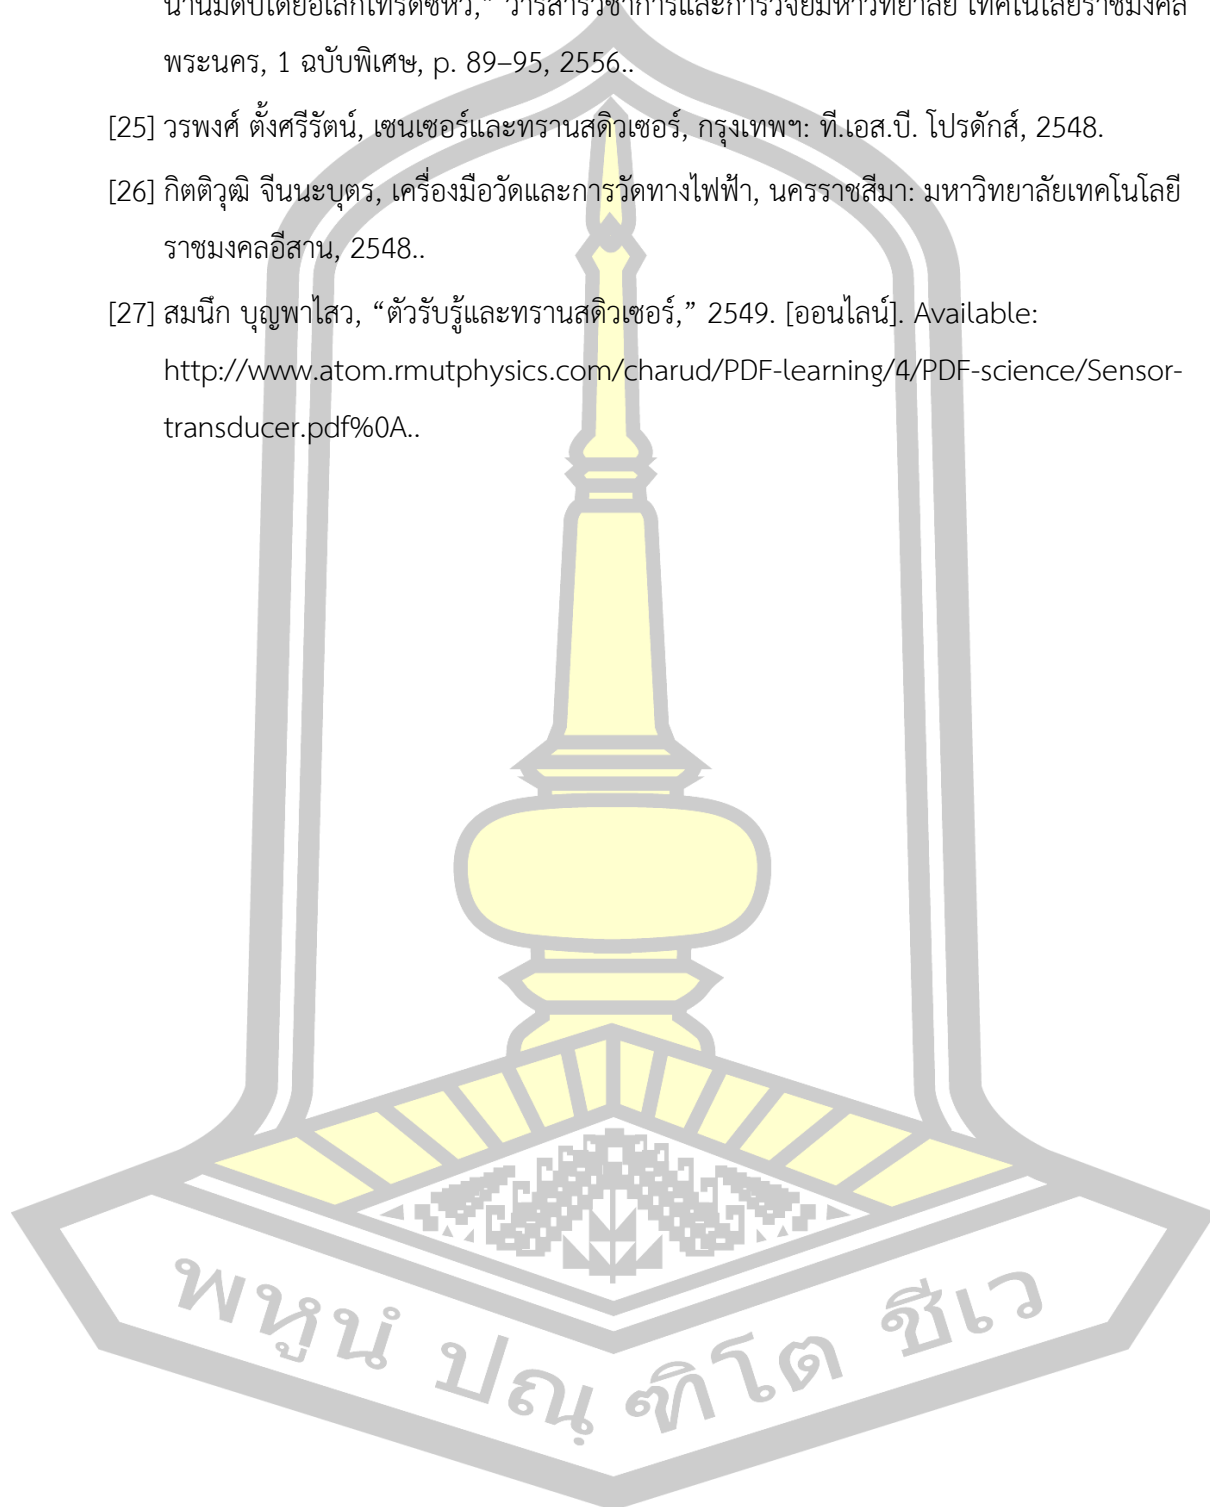 น้ำนมดิบโดยอิเล็กโทรดชีหวี,” วารสารวิชาการและการวิจัยมหาวิทยาลัย เทคโนโลยีราชมงคล
พระนคร, 1 ฉบับพิเศษ, p. 89–95, 2556..
[25] วรพงศ์ ตั้งศรีรัตน์, เซนเซอร์และทรานสดิวเซอร์, กรุงเทพฯ: ที.เอส.บี. โปรดักส์, 2548.
[26] กิตติวุฒิ จีนนะบุตร, เครื่องมือวัดและการวัดทางไฟฟ้า, นครราชสีมา: มหาวิทยาลัยเทคโนโลยี
ราชมงคลอีสาน, 2548..
[27] สมนึก บุญพาไสว, “ตัวรับรู้และทรานสดิวเซอร์,” 2549. [ออนไลน์]. Available:
http://www.atom.rmutphysics.com/charud/PDF-learning/4/PDF-science/Sensor-
transducer.pdf%0A..
พหูนํ ปณฺฑิโต ชีเว